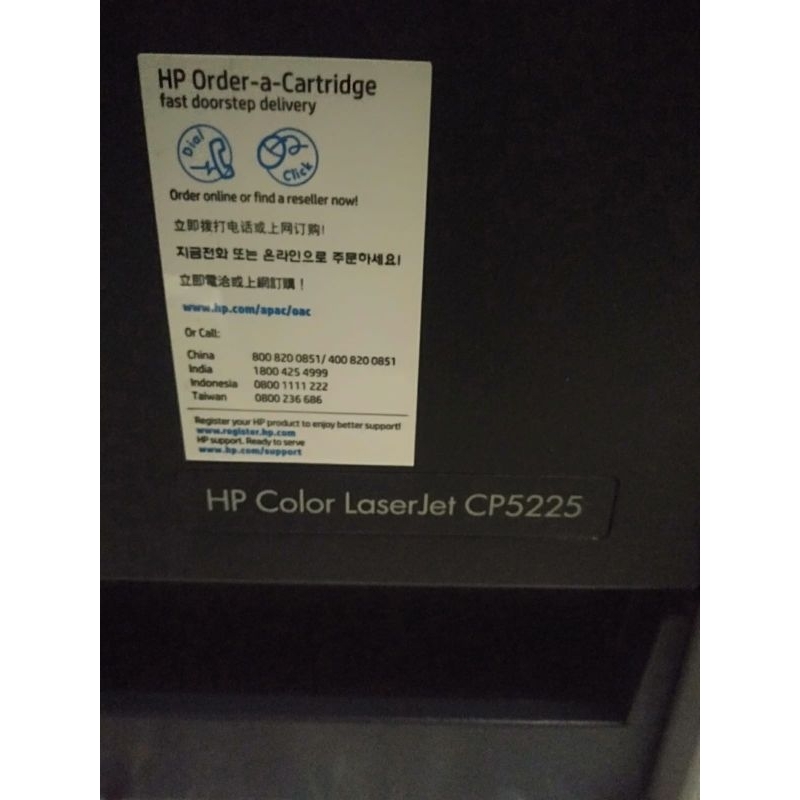 HP Order-a-Cartridge
fast doorstep delivery
Dial
Click
Order online or find a reseller now!
立即拨打电话或上网订购!
지금전화 또는 온라인으로 주문하세요!
立即電洽或上網訂購！
www.hp.com/apac/oac
Or Call:
China 800 820 0851/ 400 820 0851
India 1800 425 4999
Indonesia 0800 1111 222
Taiwan 0800 236 686
Register your HP product to enjoy better support!
www.register.hp.com
HP support. Ready to serve
www.hp.com/support
HP Color LaserJet CP5225